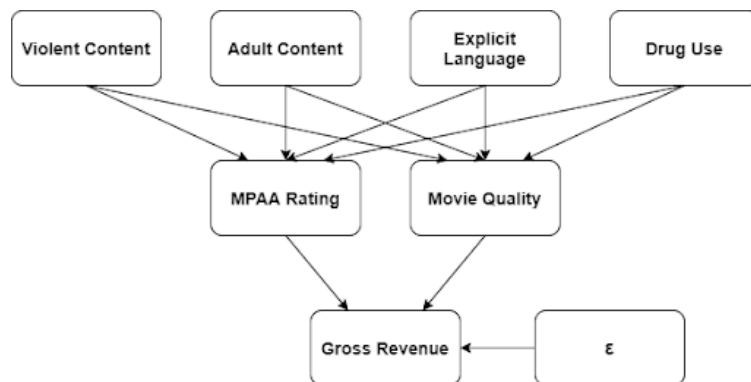 Violent Content
Adult Content
Explicit
Language
Drug Use
MPAA Rating
Movie Quality
Gross Revenue
ε